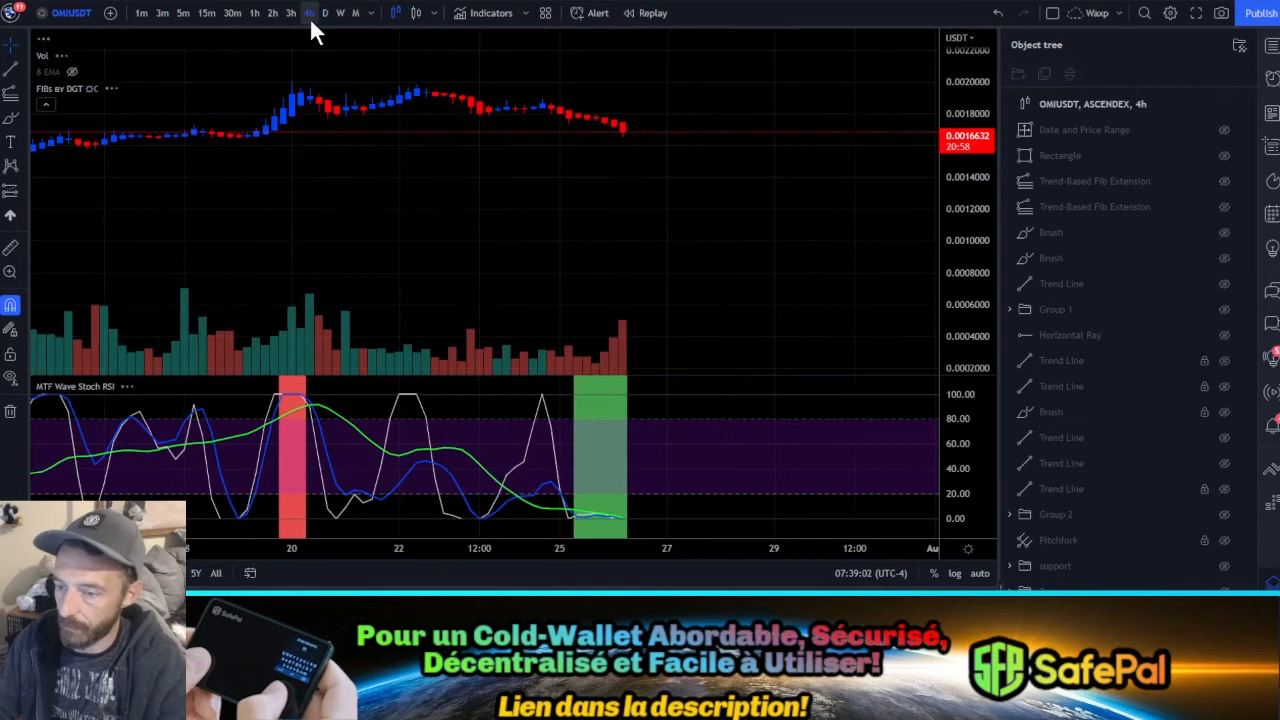 11
OMIUSDT
1m 3m 5m 15m 30m 1h 2h 3h 4h D W M
Indicators
Alert
Replay
Waxp
Publish
Vol
8 EMA
FIBs by DGT
USDT
0.0022000
0.0020000
0.0018000
0.0016632
20:58
0.0014000
0.0012000
0.0010000
0.0008000
0.0006000
0.0004000
0.0002000
MTF Wave Stoch RSI
100.00
80.00
60.00
40.00
20.00
0.00
20 22 12:00 25 27 29 12:00 Au
5Y All
07:39:02 (UTC-4)
% log auto
Object tree
OMIUSDT, ASCENDEX, 4h
Date and Price Range
Rectangle
Trend-Based Fib Extension
Trend-Based Fib Extension
Brush
Brush
Trend Line
Group 1
Horizontal Ray
Trend Line
Trend Line
Brush
Trend Line
Trend Line
Trend Line
Group 2
Pitchfork
support
SafePal
Pour un Cold-Wallet Abordable, Sécurisé,
Décentralisé et Facile à Utiliser!
Lien dans la description!
SFP SafePal